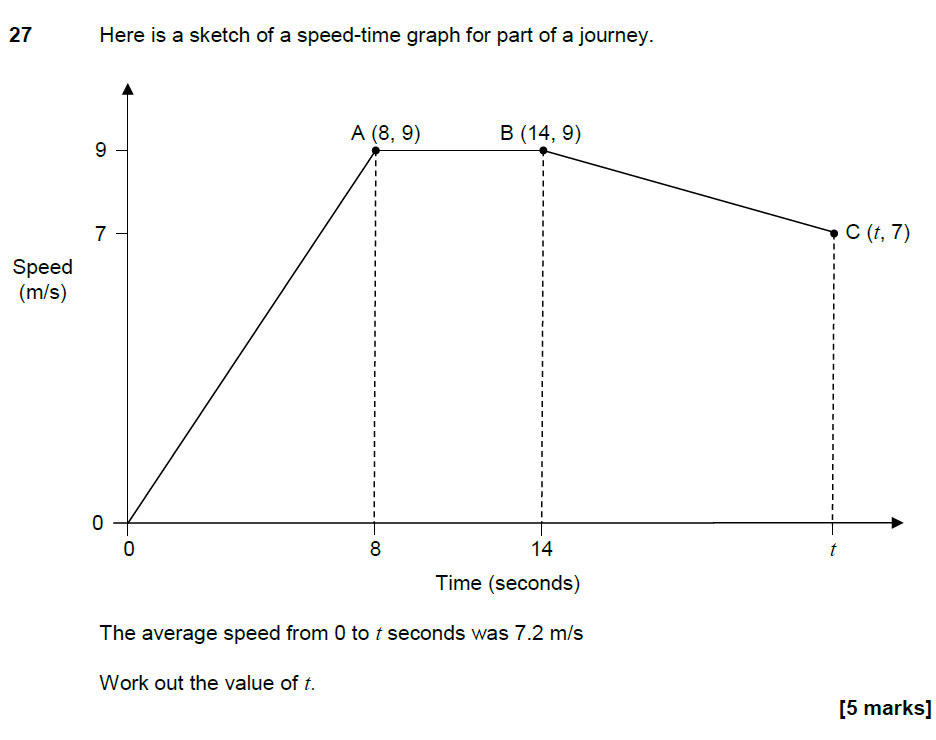 27 Here is a sketch of a speed-time graph for part of a journey.
A (8, 9) B (14, 9)
9
7 C (t, 7)
Speed
(m/s)
0
0 8 14 t
Time (seconds)
The average speed from 0 to t seconds was 7.2 m/s
Work out the value of t.
[5 marks]